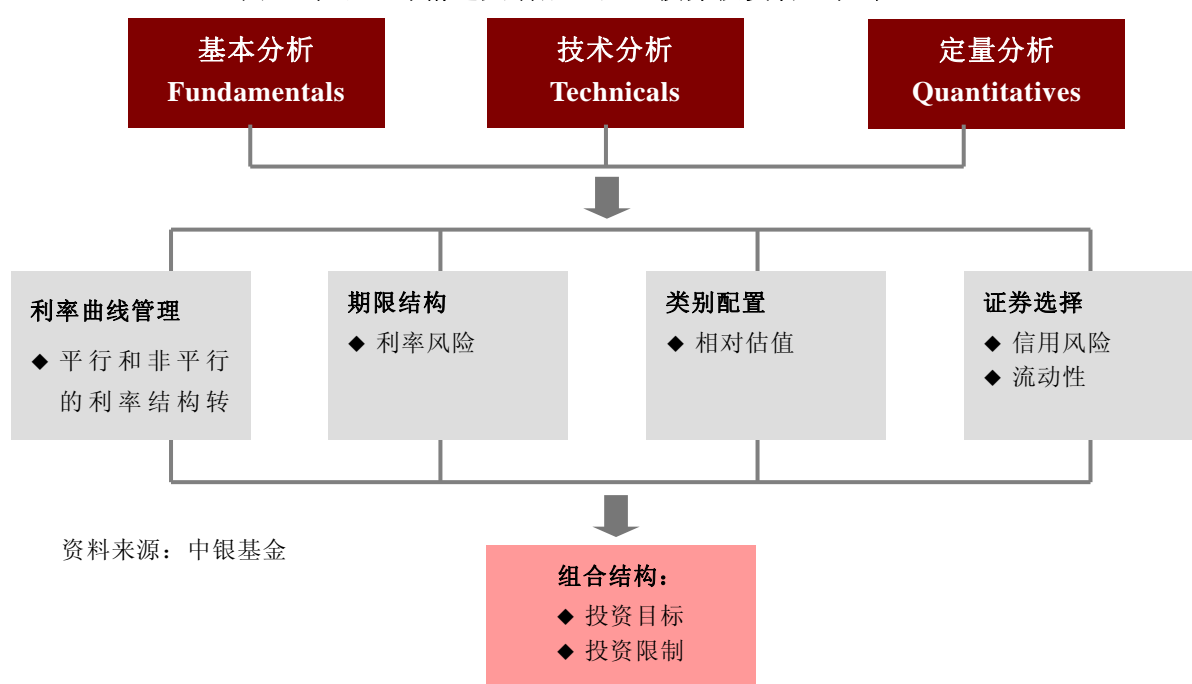 基本分析
Fundamentals
技术分析
Technicals
定量分析
Quantitatives
利率曲线管理
◆ 平行和非平行
的利率结构转
期限结构
◆ 利率风险
类别配置
◆ 相对估值
证券选择
◆ 信用风险
◆ 流动性
资料来源：中银基金
组合结构：
◆ 投资目标
◆ 投资限制